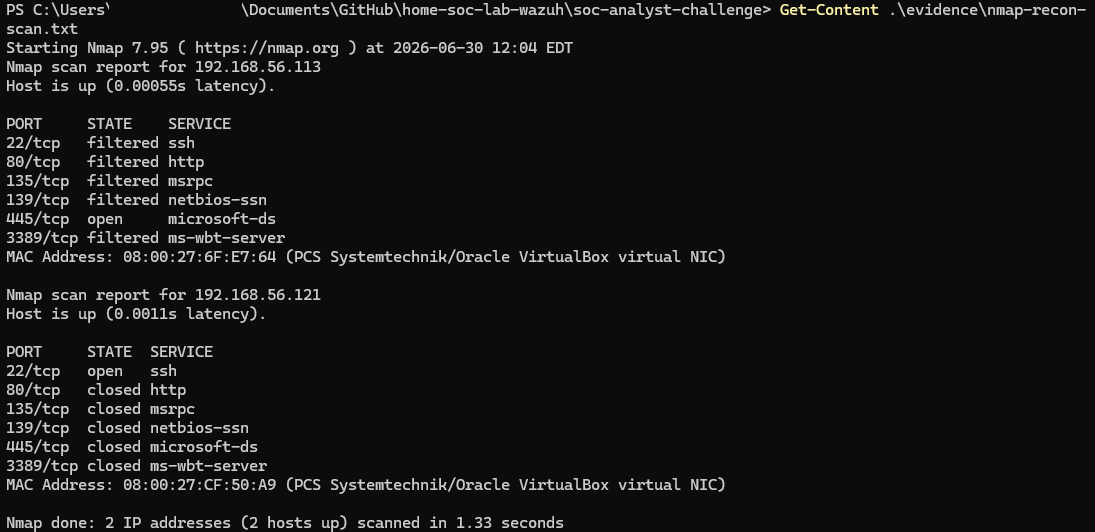 PS C:\Users\ \Documents\GitHub\home-soc-lab-wazuh\soc-analyst-challenge> Get-Content .\evidence\nmap-recon-
scan.txt
Starting Nmap 7.95 ( https://nmap.org ) at 2026-06-30 12:04 EDT
Nmap scan report for 192.168.56.113
Host is up (0.00055s latency).

PORT     STATE    SERVICE
22/tcp   filtered ssh
80/tcp   filtered http
135/tcp  filtered msrpc
139/tcp  filtered netbios-ssn
445/tcp  open     microsoft-ds
3389/tcp filtered ms-wbt-server
MAC Address: 08:00:27:6F:E7:64 (PCS Systemtechnik/Oracle VirtualBox virtual NIC)

Nmap scan report for 192.168.56.121
Host is up (0.0011s latency).

PORT     STATE  SERVICE
22/tcp   open   ssh
80/tcp   closed http
135/tcp  closed msrpc
139/tcp  closed netbios-ssn
445/tcp  closed microsoft-ds
3389/tcp closed ms-wbt-server
MAC Address: 08:00:27:CF:50:A9 (PCS Systemtechnik/Oracle VirtualBox virtual NIC)

Nmap done: 2 IP addresses (2 hosts up) scanned in 1.33 seconds